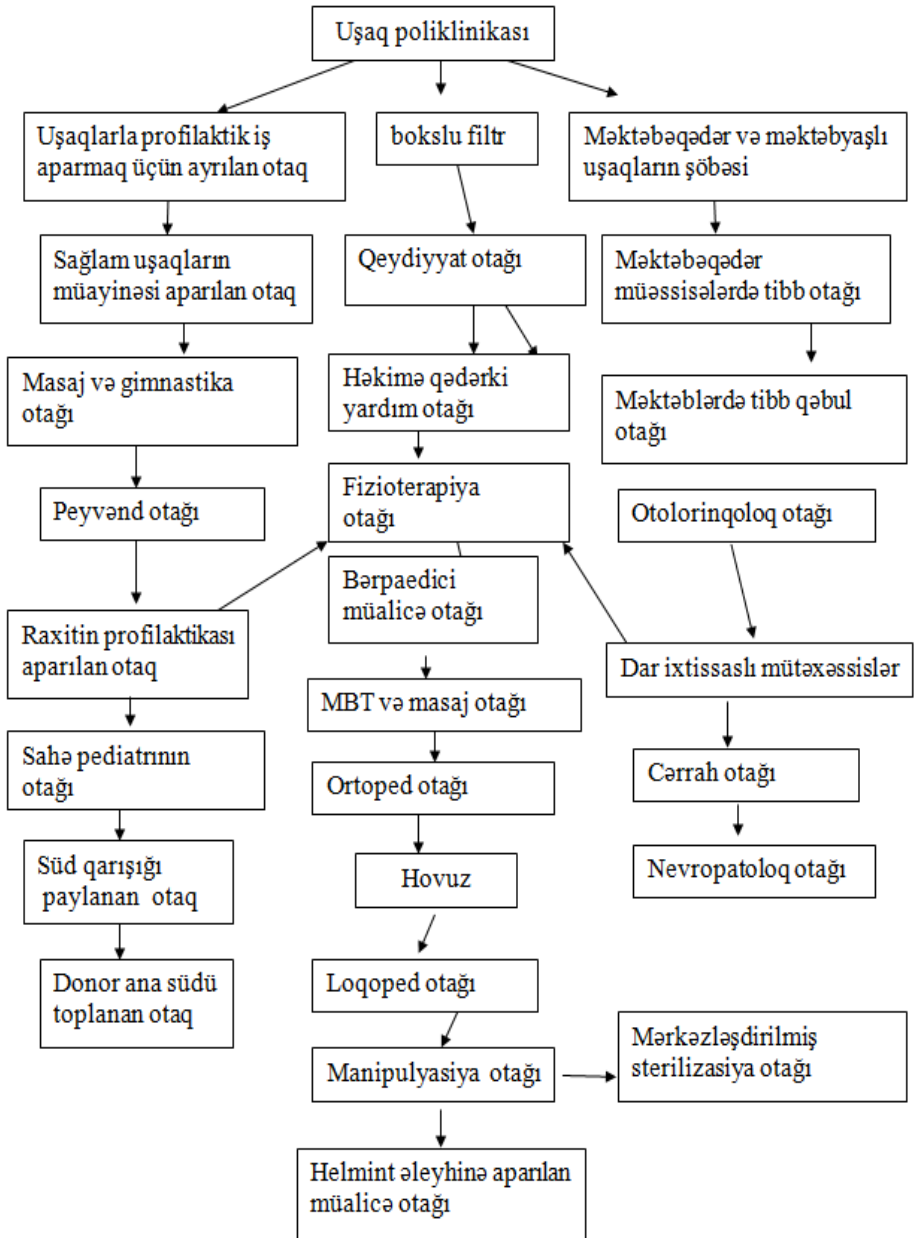 Uşaq poliklinikası
Uşaqlarla profilaktik iş
aparmaq üçün ayrılan otaq
bokslu filtr
Məktəbəqədər və məktəbyaşlı
uşaqların şöbəsi
Sağlam uşaqların
müayinəsi aparılan otaq
Qeydiyyat otağı
Məktəbəqədər
müəssisələrdə tibb otağı
Masaj və gimnastika
otağı
Həkimə qədərki
yardım otağı
Məktəblərdə tibb qəbul
otağı
Peyvənd otağı
Fizioterapiya
otağı
Otolorinqoloq otağı
Bərpaedici
müalicə otağı
Raxitin profilaktikası
aparılan otaq
Dar ixtissaslı mütəxəssislər
MBT və masaj otağı
Sahə pediatrının
otağı
Ortoped otağı
Cərrah otağı
Süd qarışığı
paylanan otaq
Hovuz
Nevropatoloq otağı
Donor ana südü
toplanan otaq
Loqoped otağı
Manipulyasiya otağı
Mərkəzləşdirilmiş
sterilizasiya otağı
Helmint əleyhinə aparılan
müalicə otağı